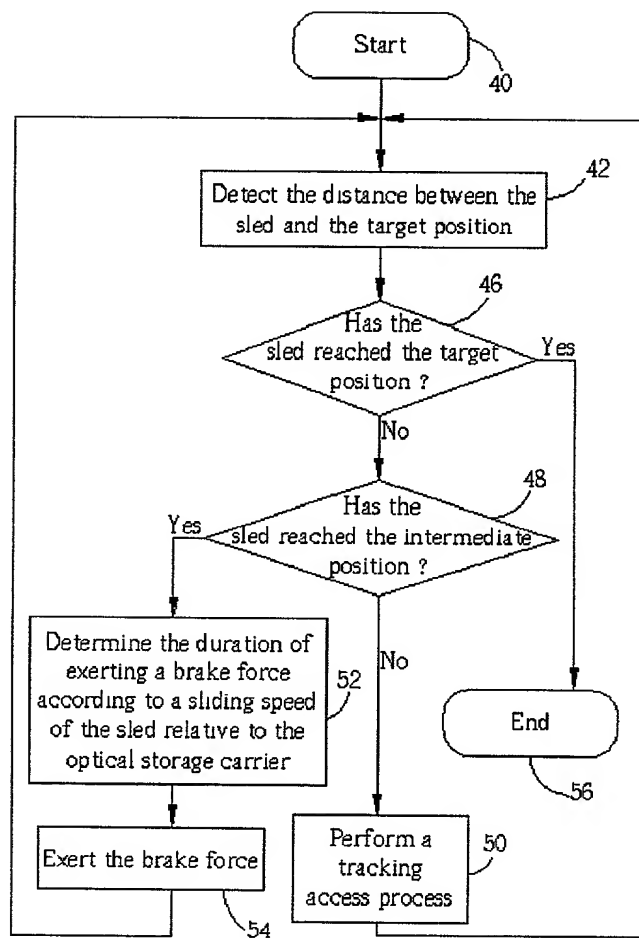 Start
40
Detect the distance between the
sled and the target position
42
Has the
sled reached the target
position ?
46
Yes
No
Has the
sled reached the intermediate
position ?
48
Yes
No
Determine the duration of
exerting a brake force
according to a sliding speed
of the sled relative to the
optical storage carrier
52
End
56
Exert the brake force
54
Perform a
tracking
access process
50